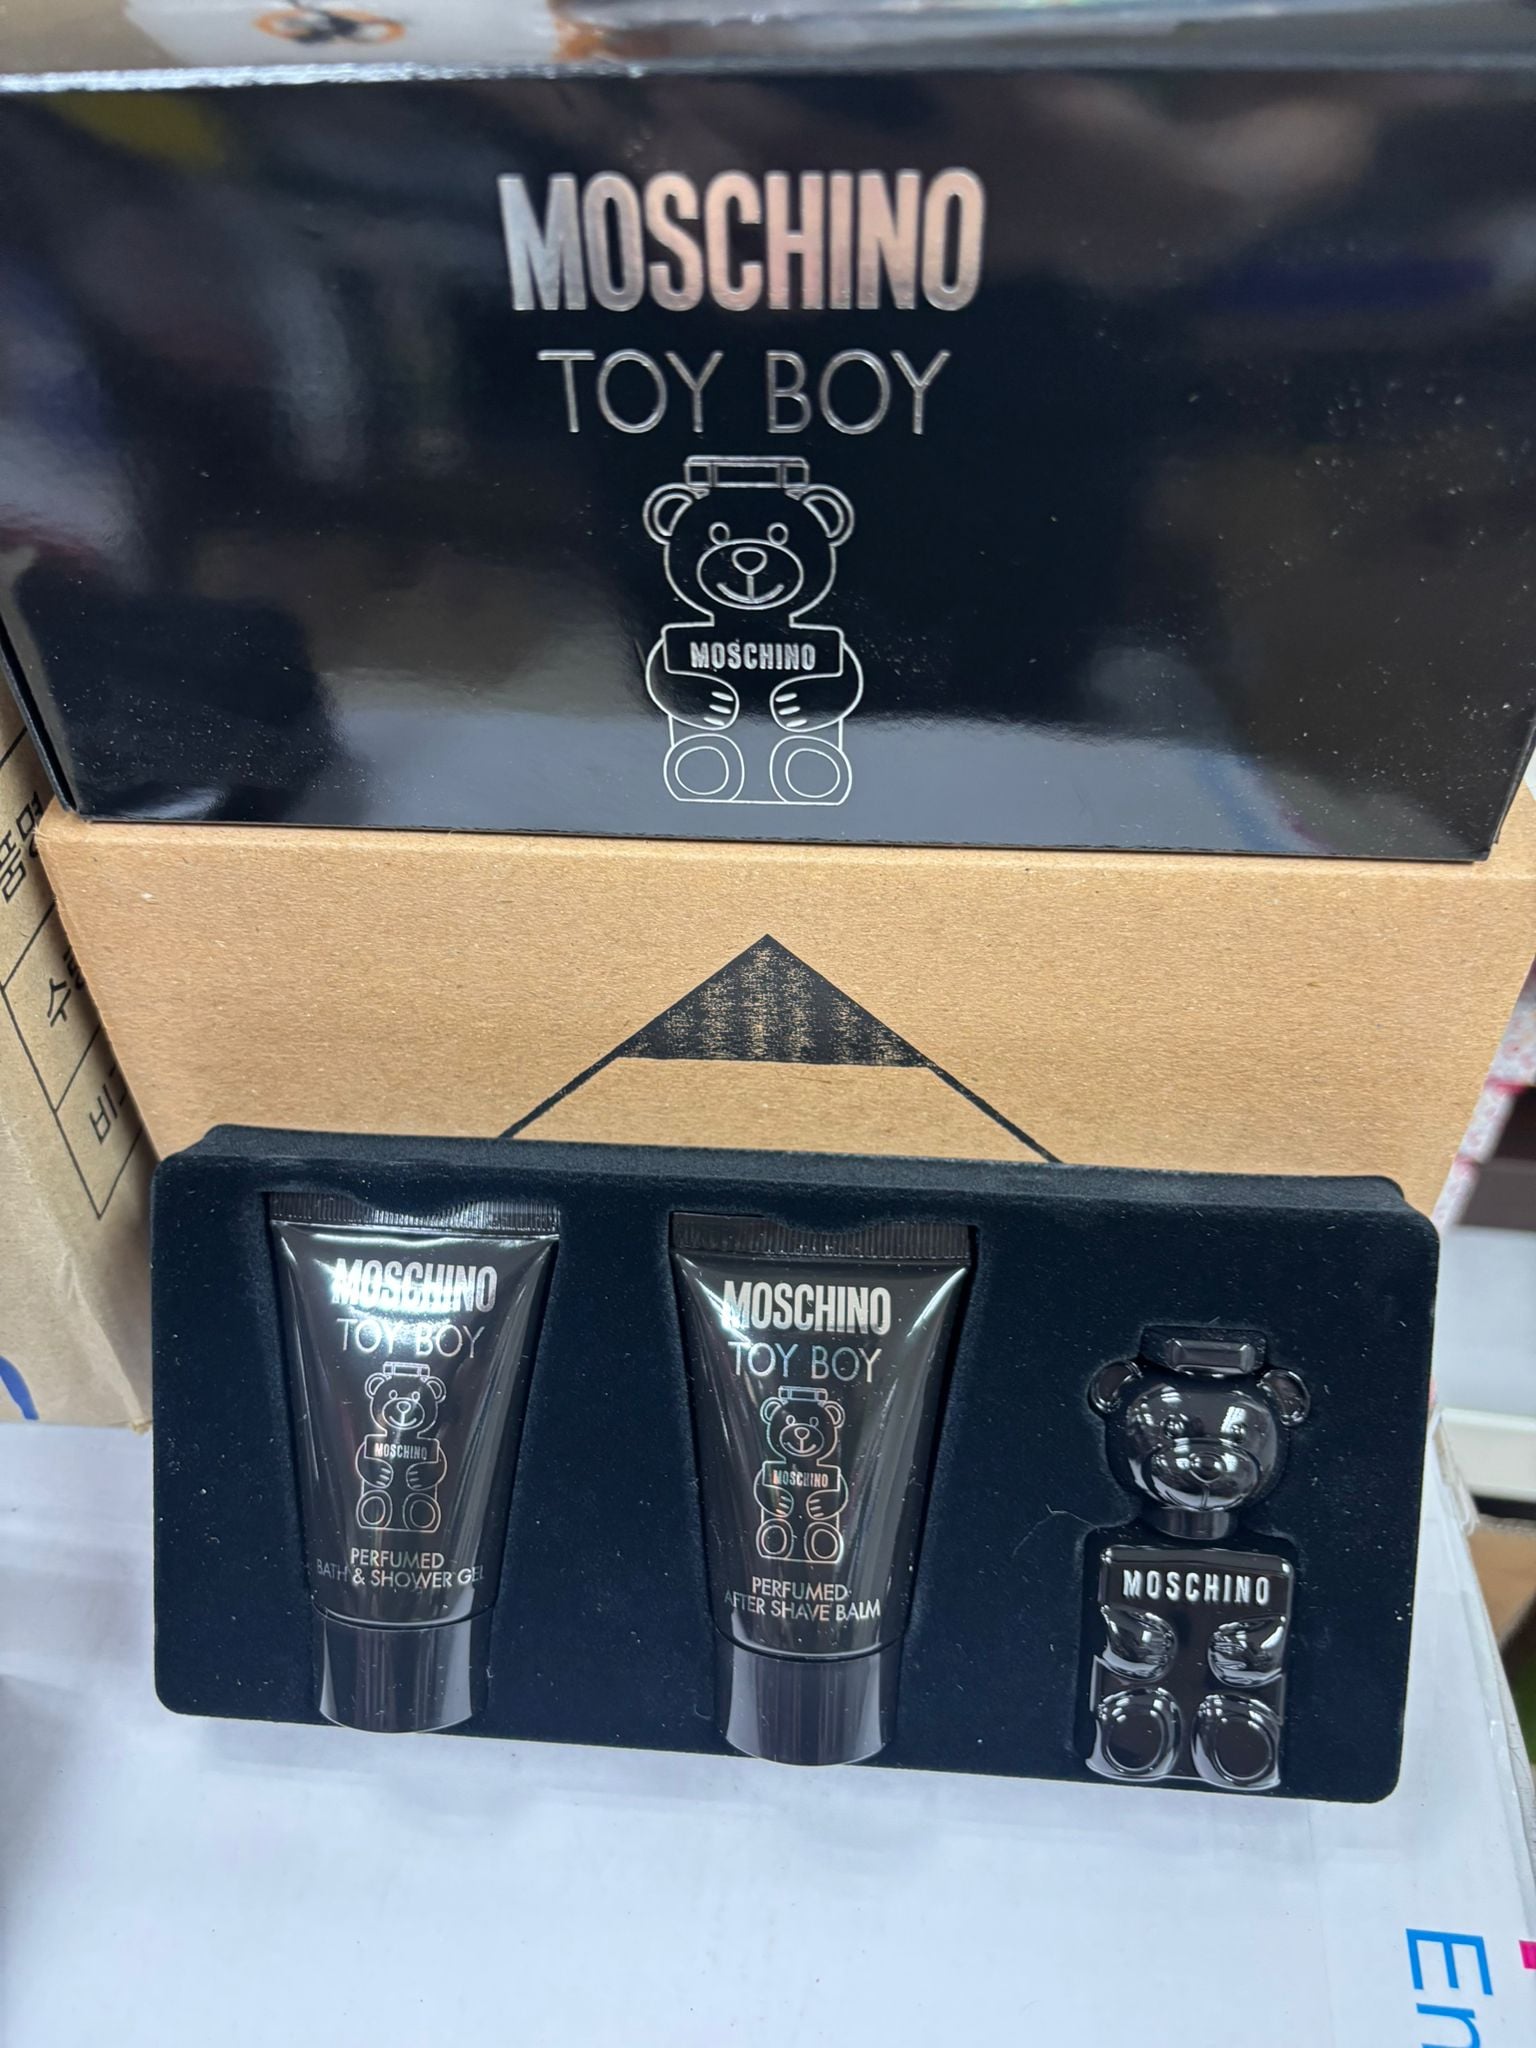 MOSCHINO
TOY BOY
MOSCHINO
MOSCHINO
TOY BOY
MOSCHINO
PERFUMED
BATH & SHOWER GEL
MOSCHINO
TOY BOY
MOSCHINO
PERFUMED
AFTER SHAVE BALM
MOSCHINO
En